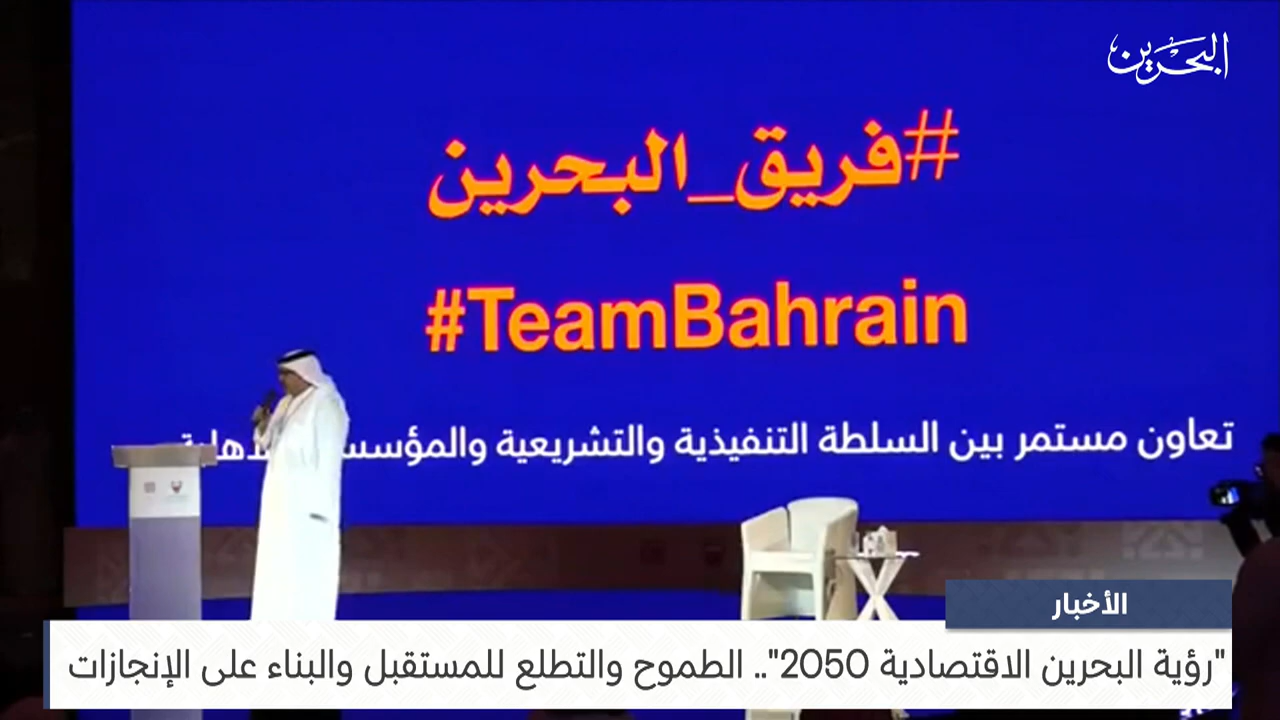 البحرين
#فريق_البحرين
#TeamBahrain
تعاون مستمر بين السلطة التنفيذية والتشريعية
الأخبار
"رؤية البحرين الاقتصادية 2050".. الطموح والتطلع للمستقبل والبناء على الإنجازات